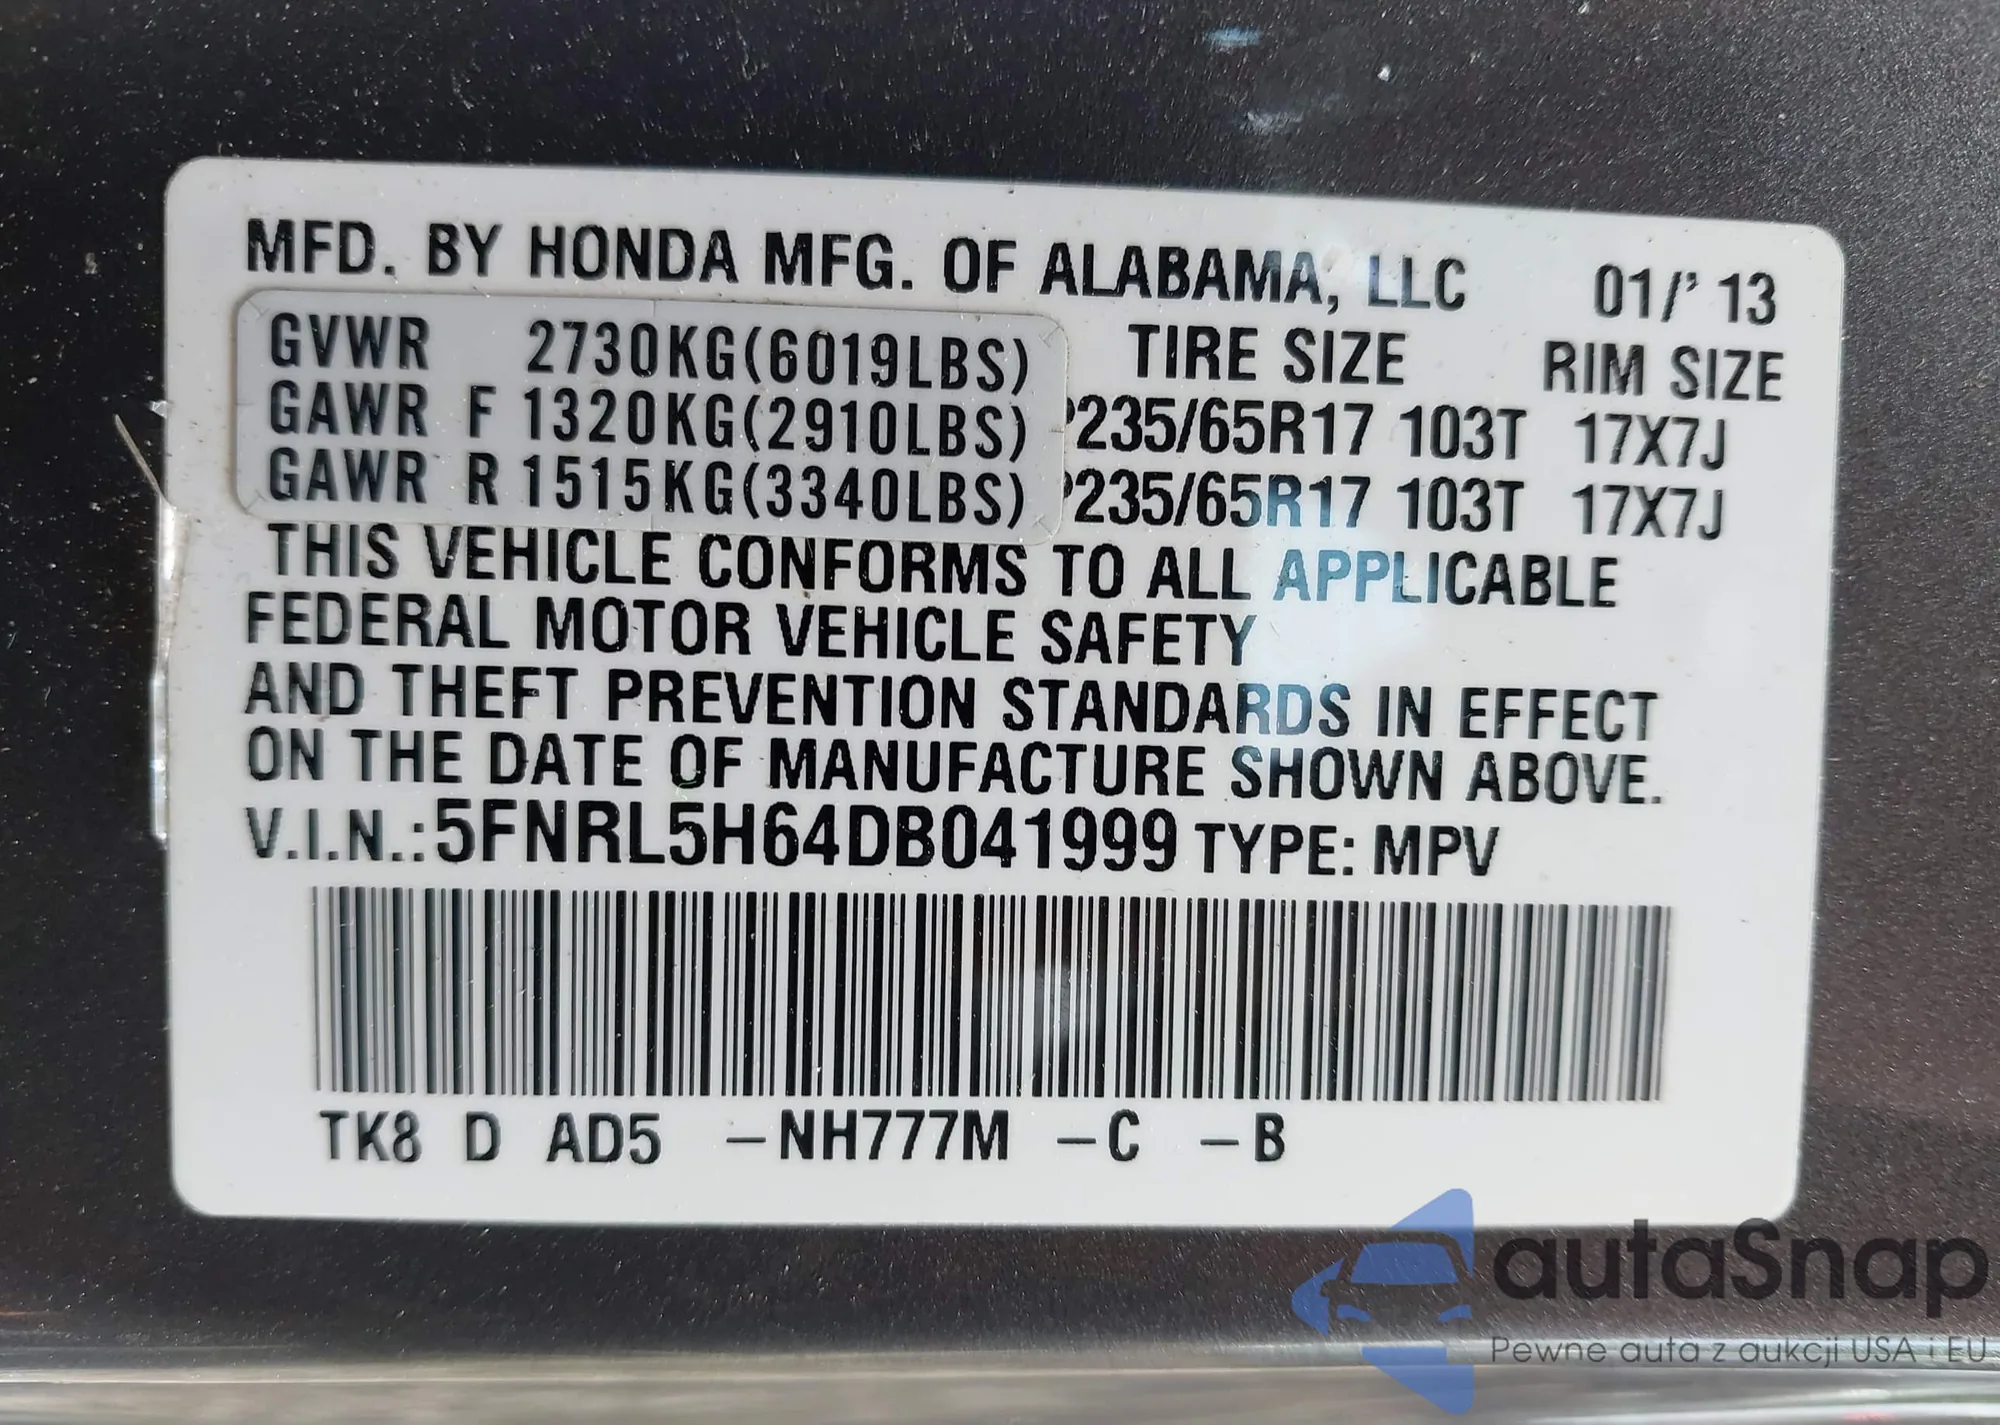 MFD. BY HONDA MFG. OF ALABAMA, LLC 01/' 13
GVWR 2730KG(6019LBS) TIRE SIZE RIM SIZE
GAWR F 1320KG(2910LBS) P235/65R17 103T 17X7J
GAWR R 1515KG(3340LBS) P235/65R17 103T 17X7J
THIS VEHICLE CONFORMS TO ALL APPLICABLE
FEDERAL MOTOR VEHICLE SAFETY
AND THEFT PREVENTION STANDARDS IN EFFECT
ON THE DATE OF MANUFACTURE SHOWN ABOVE.
V.I.N.:5FNRL5H64DB041999 TYPE: MPV
TK8 D AD5 –NH777M –C –B
autaSnap
Pewne auta z aukcji USA i EU